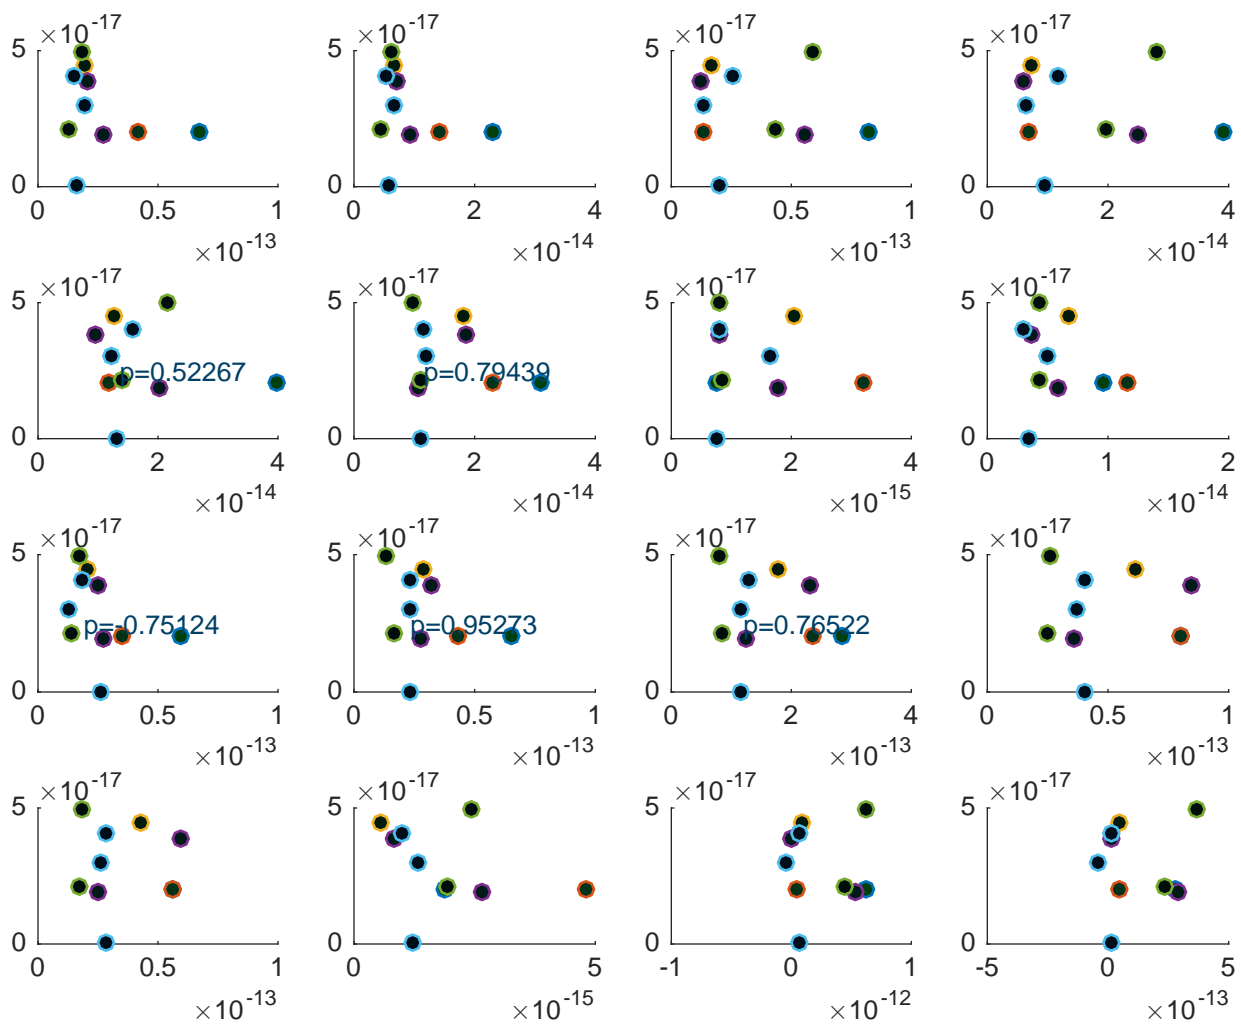 ×10-17 ×10-17 ×10-17 ×10-17
5 5 5 5
0 0 0 0
0 0.5 1 0 2 4 0 0.5 1 0 2 4
×10-13 ×10-14 ×10-13 ×10-14
×10-17 ×10-17 ×10-17 ×10-17
5 5 5 5
p=0.52267 p=0.79439
0 0 0 0
0 2 4 0 2 4 0 2 4 0 1 2
×10-14 ×10-14 ×10-15 ×10-14
×10-17 ×10-17 ×10-17 ×10-17
5 5 5 5
p=-0.75124 p=0.95273 p=0.76522
0 0 0 0
0 0.5 1 0 0.5 1 0 2 4 0 0.5 1
×10-13 ×10-13 ×10-13 ×10-13
×10-17 ×10-17 ×10-17 ×10-17
5 5 5 5
0 0 0 0
0 0.5 1 0 5 -1 0 1 -5 0 5
×10-13 ×10-15 ×10-12 ×10-13